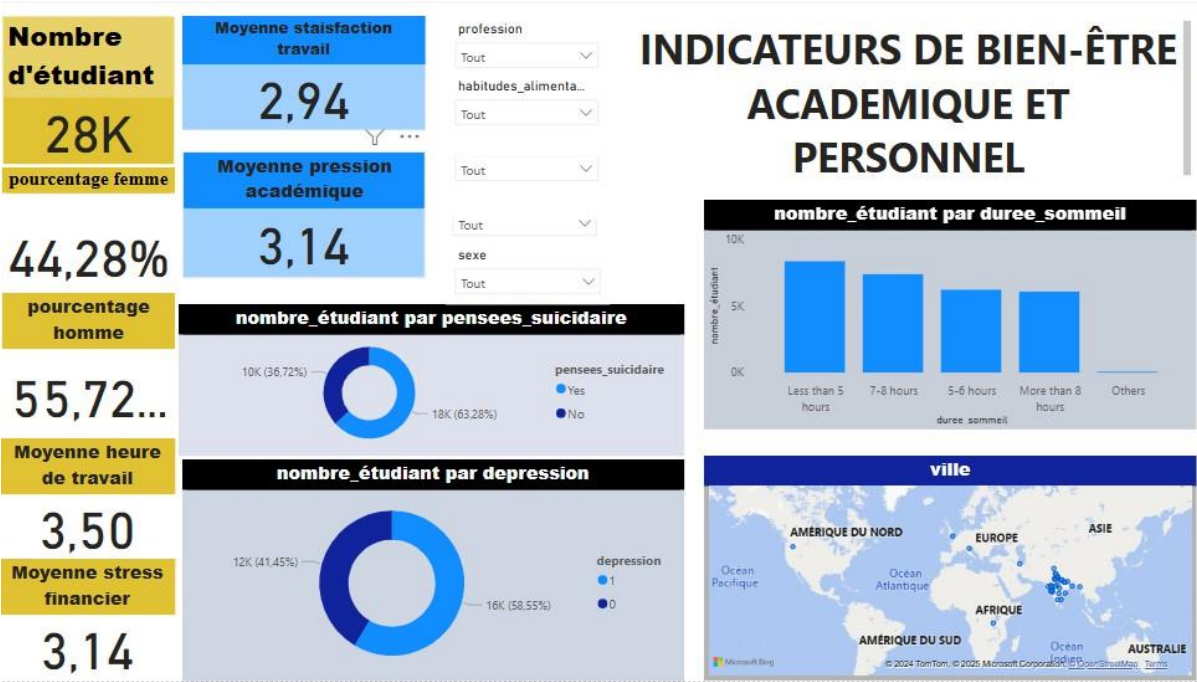 Nombre
d'étudiant
28K
pourcentage femme
44,28%
pourcentage
homme
55,72...
Moyenne heure
de travail
3,50
Moyenne stress
financier
3,14
Moyenne staisfaction
travail
2,94
Moyenne pression
académique
3,14
profession
Tout
habitudes_alimenta...
Tout
Tout
Tout
sexe
Tout
INDICATEURS DE BIEN-ÊTRE
ACADEMIQUE ET
PERSONNEL
nombre_étudiant par pensees_suicidaire
10K (36,72%)
18K (63,28%)
pensees_suicidaire
Yes
No
nombre_étudiant par depression
12K (41,45%)
16K (58,55%)
depression
1
0
nombre_étudiant par duree_sommeil
nombre_étudiant
10K
5K
0K
Less than 5
hours
7-8 hours
5-6 hours
More than 8
hours
Others
duree_sommeil
ville
AMÉRIQUE DU NORD
EUROPE
ASIE
Océan
Pacifique
Océan
Atlantique
AFRIQUE
AMÉRIQUE DU SUD
Océan
Indien
AUSTRALIE
Microsoft Bing
© 2024 TomTom, © 2025 Microsoft Corporation, © OpenStreetMap Terms